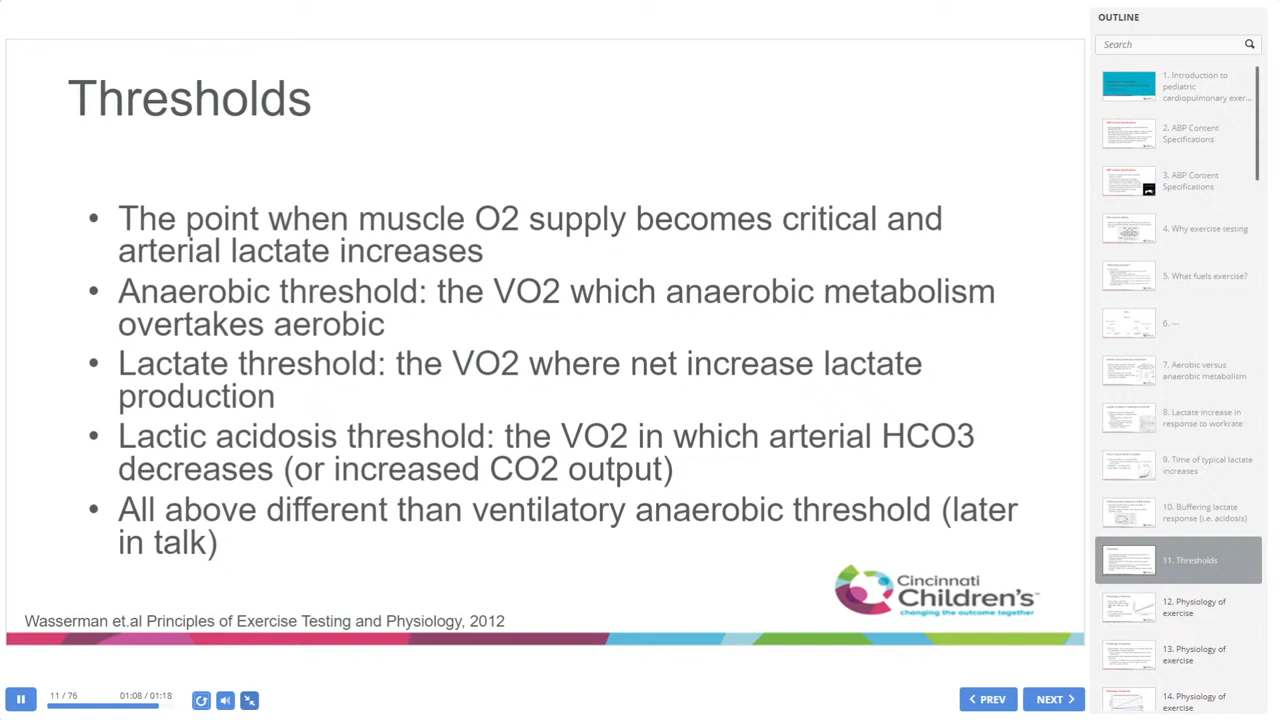 Thresholds
• The point when muscle O2 supply becomes critical and
arterial lactate increases
• Anaerobic threshold: the VO2 which anaerobic metabolism
overtakes aerobic
• Lactate threshold: the VO2 where net increase lactate
production
• Lactic acidosis threshold: the VO2 in which arterial HCO3
decreases (or increased CO2 output)
• All above different than ventilatory anaerobic threshold (later
in talk)
Cincinnati
Children's™
changing the outcome together
Wasserman et.al Principles of Exercise Testing and Physiology, 2012
11 / 76
01:08 / 01:18
PREV
NEXT
OUTLINE
Search
1. Introduction to
pediatric
cardiopulmonary exer...
2. ABP Content
Specifications
3. ABP Content
Specifications
4. Why exercise testing
5. What fuels exercise?
6. ---
7. Aerobic versus
anaerobic metabolism
8. Lactate increase in
response to workrate
9. Time of typical lactate
increases
10. Buffering lactate
response (i.e. acidosis)
11. Thresholds
12. Physiology of
exercise
13. Physiology of
exercise
14. Physiology of
exercise